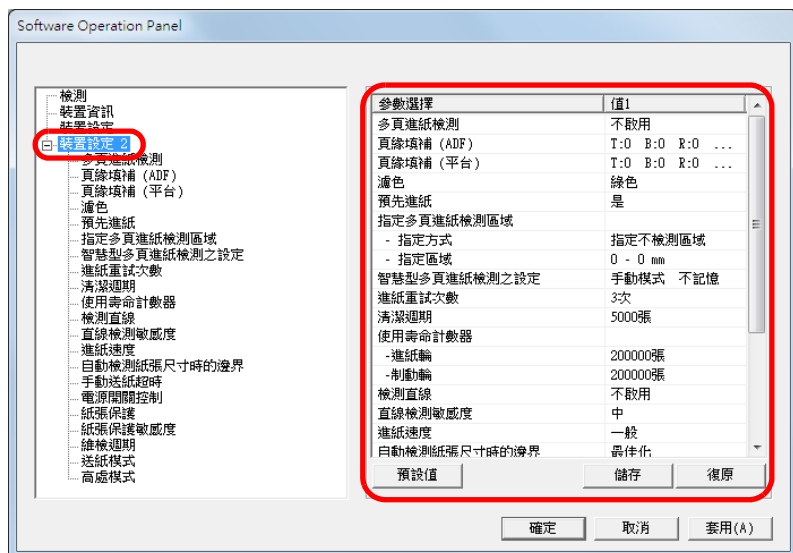 Software Operation Panel
檢測
裝置資訊
裝置設定
裝置設定 2
多頁進紙檢測
頁緣填補 (ADF)
頁緣填補 (平台)
濾色
預先進紙
指定多頁進紙檢測區域
智慧型多頁進紙檢測之設定
進紙重試次數
清潔週期
使用壽命計數器
檢測直線
直線檢測敏感度
進紙速度
自動檢測紙張尺寸時的邊界
手動送紙超時
電源開關控制
紙張保護
紙張保護敏感度
維檢週期
送紙模式
高處模式
參數選擇 值1
多頁進紙檢測 不啟用
頁緣填補 (ADF) T:0 B:0 R:0 ...
頁緣填補 (平台) T:0 B:0 R:0 ...
濾色 綠色
預先進紙 是
指定多頁進紙檢測區域
- 指定方式 指定不檢測區域
- 指定區域 0 - 0 mm
智慧型多頁進紙檢測之設定 手動模式 不記憶
進紙重試次數 3次
清潔週期 5000張
使用壽命計數器
-進紙輪 200000張
-制動輪 200000張
檢測直線 不啟用
直線檢測敏感度 中
進紙速度 一般
自動檢測紙張尺寸時的邊界 最佳化
預設值 儲存 復原
確定 取消 套用(A)